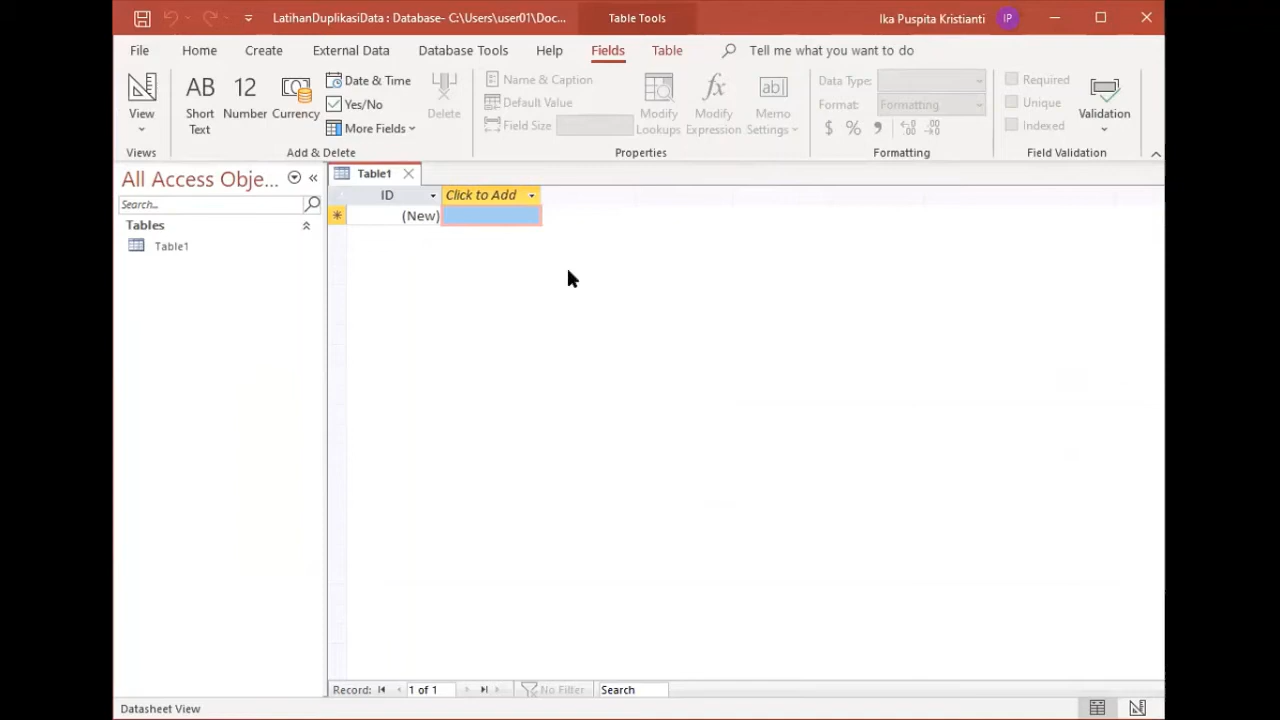 LatihanDuplikasiData : Database- C:\Users\user01\Doc...
Table Tools
Ika Puspita Kristianti
IP
File
Home
Create
External Data
Database Tools
Help
Fields
Table
Tell me what you want to do
View
Views
AB
Short
Text
12
Number
Currency
Date & Time
Yes/No
More Fields
Delete
Add & Delete
Name & Caption
Default Value
Field Size
Modify
Lookups
fx
Modify
Expression
ab
Memo
Settings
Properties
Data Type:
Format:
Formatting
$ % , .00 .00
Formatting
Required
Unique
Indexed
Validation
Field Validation
All Access Obje...
Search...
Tables
Table1
Table1
ID
Click to Add
(New)
Record:
1 of 1
No Filter
Search
Datasheet View